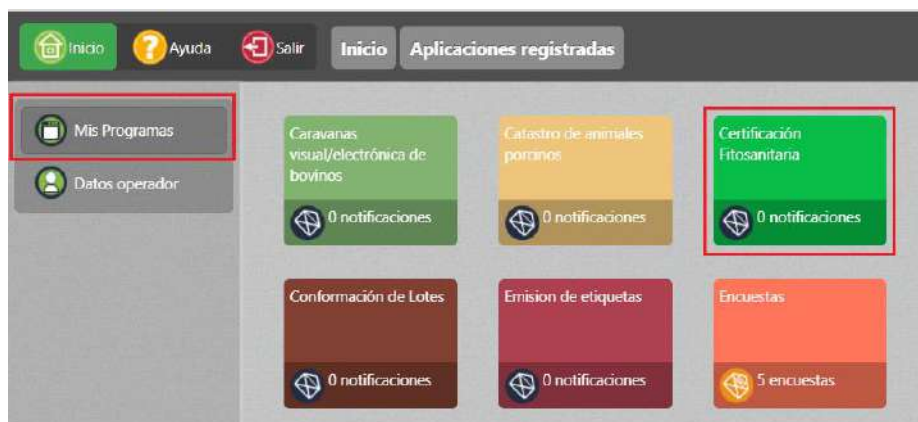 Inicio
Ayuda
Salir
Inicio
Aplicaciones registradas
Mis Programas
Datos operador
Caravanas
visual/electrónica de
bovinos
0 notificaciones
Catastro de animales
porcinos
0 notificaciones
Certificación
Fitosanitaria
0 notificaciones
Conformación de Lotes
0 notificaciones
Emision de etiquetas
0 notificaciones
Encuestas
5 encuestas